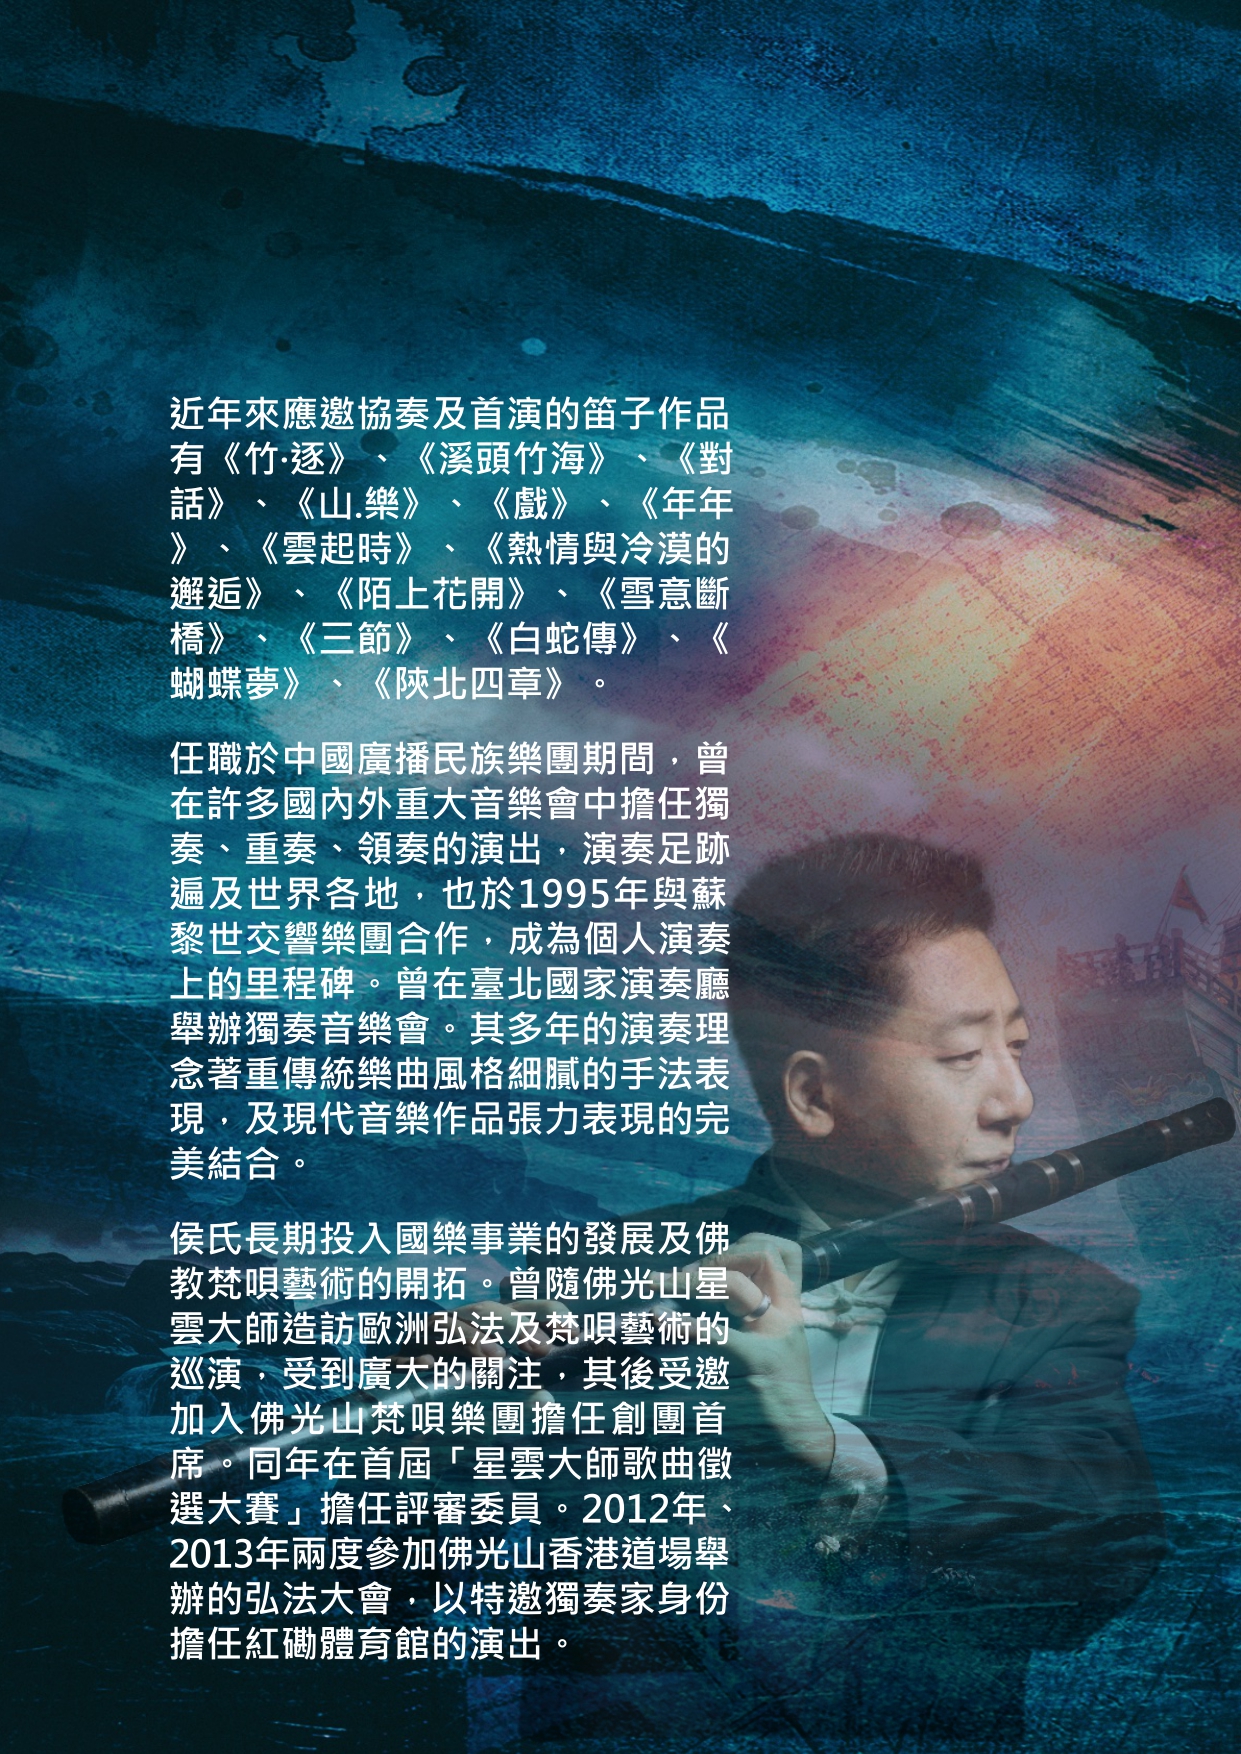 近年來應邀協奏及首演的笛子作品
有《竹·逐》、《溪頭竹海》、《對
話》、《山.樂》、《戲》、《年年
》、《雲起時》、《熱情與冷漠的
邂逅》、《陌上花開》、《雪意斷
橋》、《三節》、《白蛇傳》、《
蝴蝶夢》、《陝北四章》。
任職於中國廣播民族樂團期間，曾
在許多國內外重大音樂會中擔任獨
奏、重奏、領奏的演出，演奏足跡
遍及世界各地，也於1995年與蘇
黎世交響樂團合作，成為個人演奏
上的里程碑。曾在臺北國家演奏廳
舉辦獨奏音樂會。其多年的演奏理
念著重傳統樂曲風格細膩的手法表
現，及現代音樂作品張力表現的完
美結合。
侯氏長期投入國樂事業的發展及佛
教梵唄藝術的開拓。曾隨佛光山星
雲大師造訪歐洲弘法及梵唄藝術的
巡演，受到廣大的關注，其後受邀
加入佛光山梵唄樂團擔任創團首
席。同年在首屆「星雲大師歌曲徵
選大賽」擔任評審委員。2012年、
2013年兩度參加佛光山香港道場舉
辦的弘法大會，以特邀獨奏家身份
擔任紅磡體育館的演出。